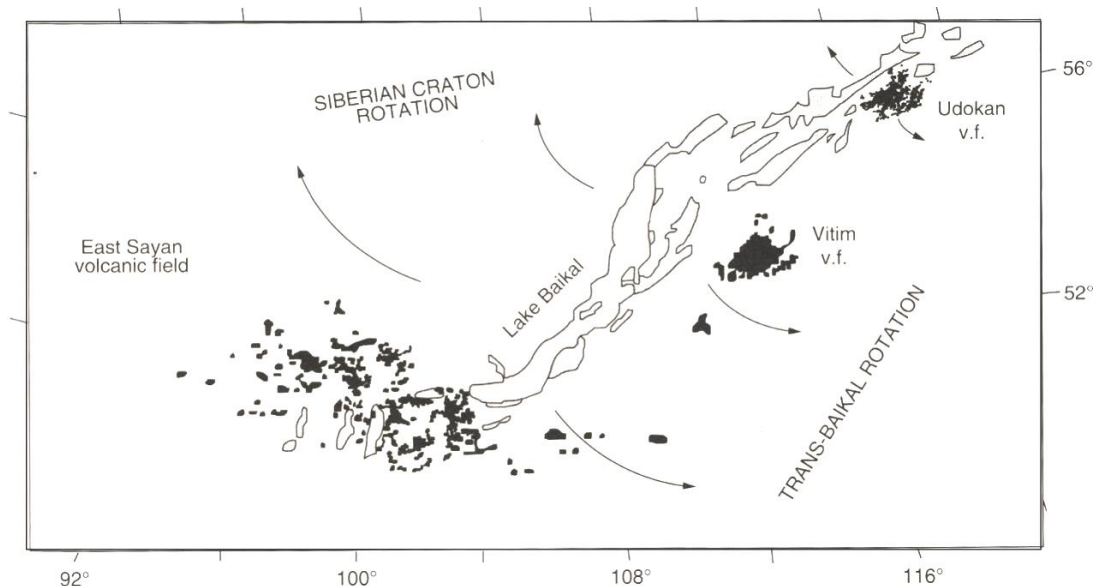 SIBERIAN CRATON
ROTATION
56°
Udokan
v.f.
East Sayan
volcanic field
Vitim
v.f.
Lake Baikal
52°
TRANS-BAIKAL ROTATION
92°
100°
108°
116°